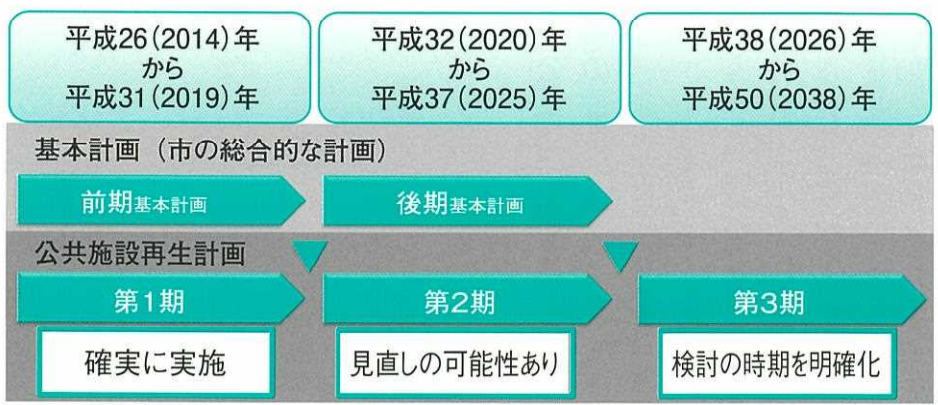 平成26(2014)年
から
平成31(2019)年
平成32(2020)年
から
平成37(2025)年
平成38(2026)年
から
平成50(2038)年
基本計画（市の総合的な計画）
前期基本計画
後期基本計画
公共施設再生計画
第1期
第2期
第3期
確実に実施
見直しの可能性あり
検討の時期を明確化